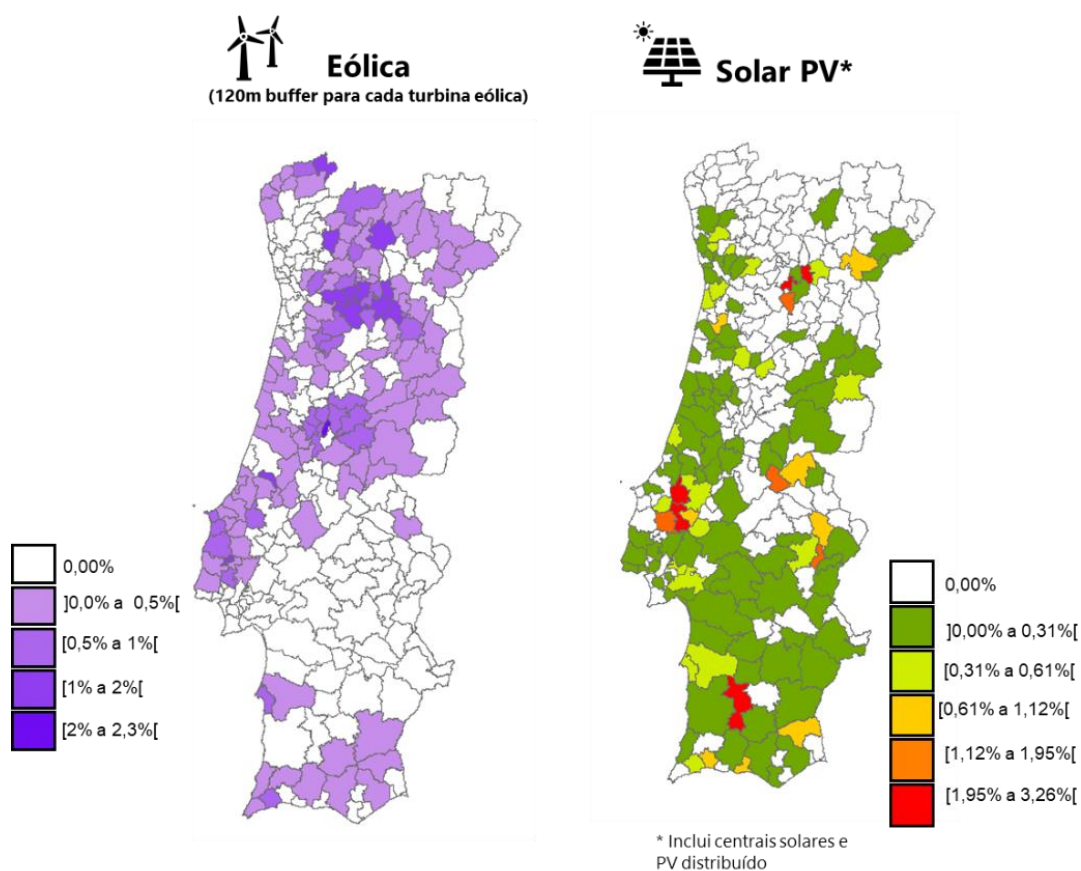 Eólica
(120m buffer para cada turbina eólica)
Solar PV*
0,00%
]0,0% a 0,5%[
[0,5% a 1%[
[1% a 2%[
[2% a 2,3%[
0,00%
]0,00% a 0,31%[
[0,31% a 0,61%[
[0,61% a 1,12%[
[1,12% a 1,95%[
[1,95% a 3,26%[
* Inclui centrais solares e
PV distribuído